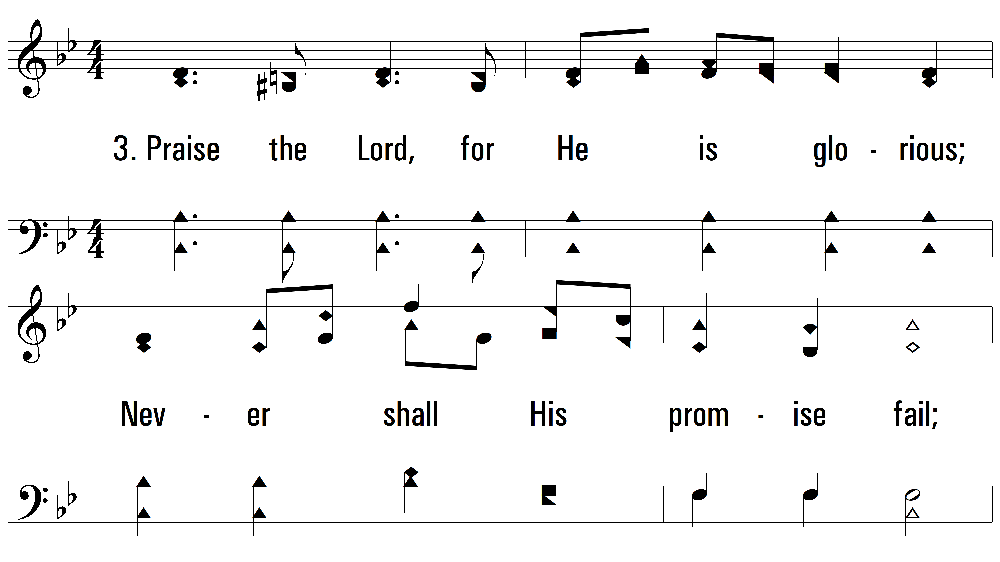 3. Praise the Lord, for He is glo - rious;
Nev - er shall His prom - ise fail;